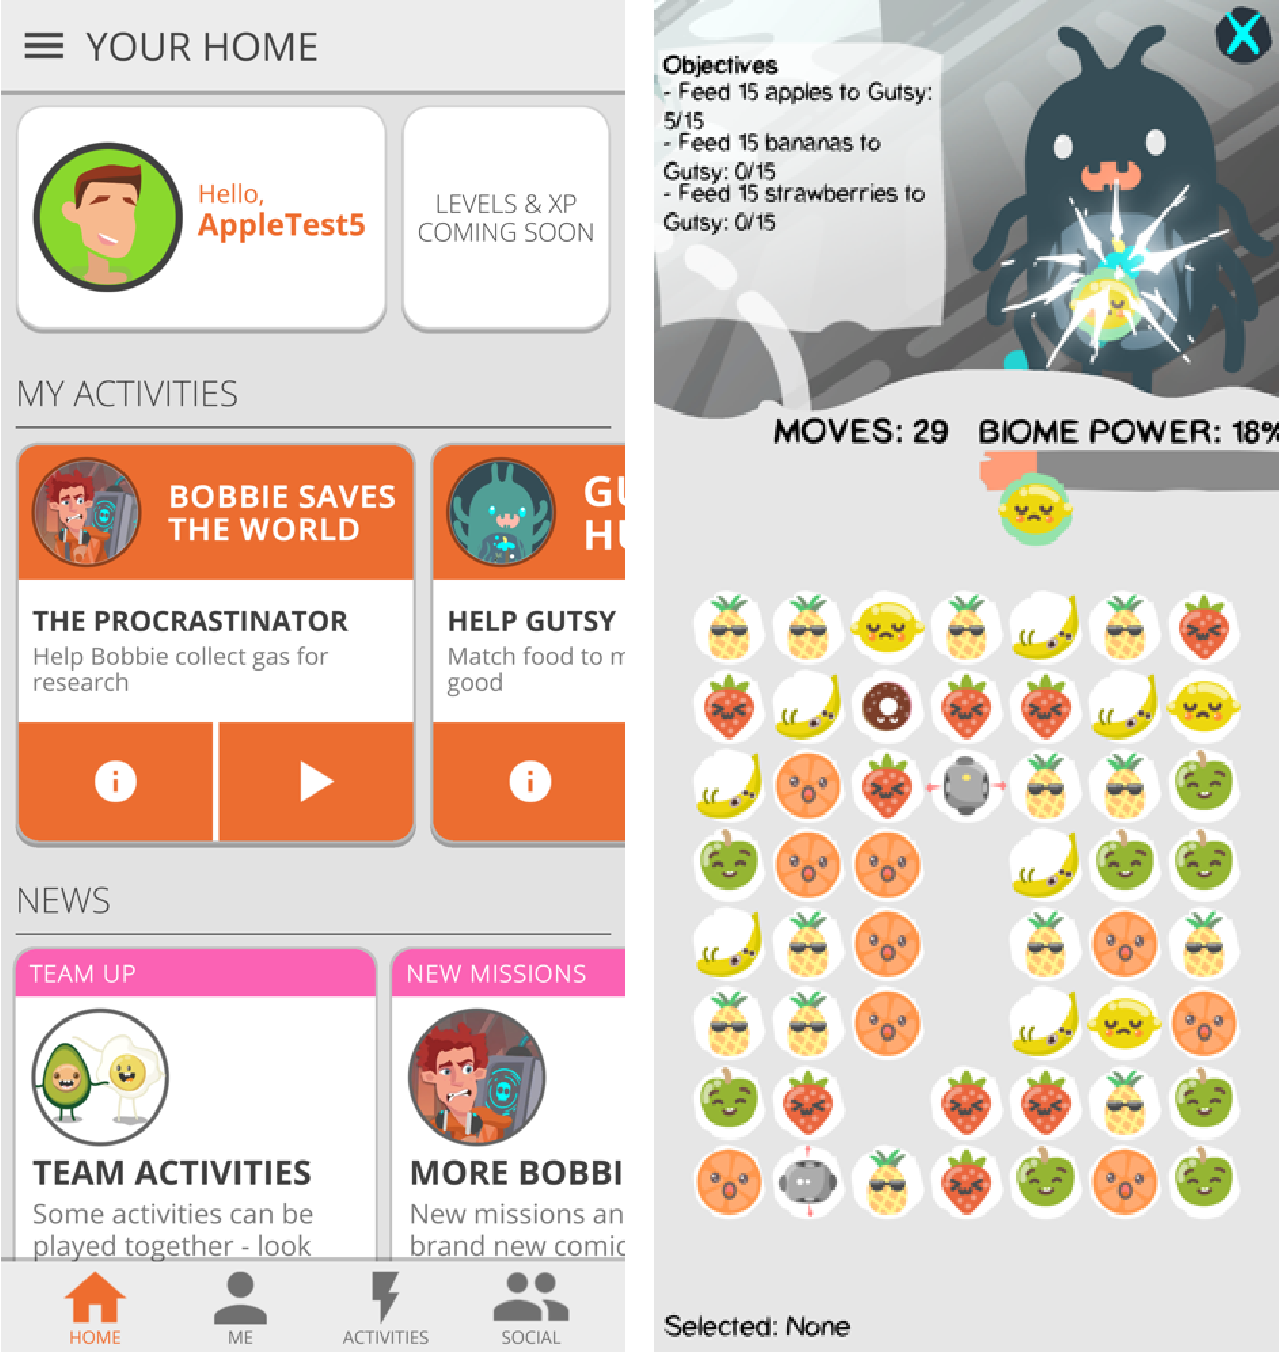 YOUR HOME
Hello,
AppleTest5
LEVELS & XP
COMING SOON
MY ACTIVITIES
BOBBIE SAVES
THE WORLD
THE PROCRASTINATOR
Help Bobbie collect gas for
research
GU
HU
HELP GUTSY
Match food to m
good
NEWS
TEAM UP
TEAM ACTIVITIES
Some activities can be
played together - look
NEW MISSIONS
MORE BOBBI
New missions an
brand new comic
HOME
ME
ACTIVITIES
SOCIAL
X
Objectives
- Feed 15 apples to Gutsy:
5/15
- Feed 15 bananas to
Gutsy: 0/15
- Feed 15 strawberries to
Gutsy: 0/15
MOVES: 29
BIOME POWER: 18%
Selected: None